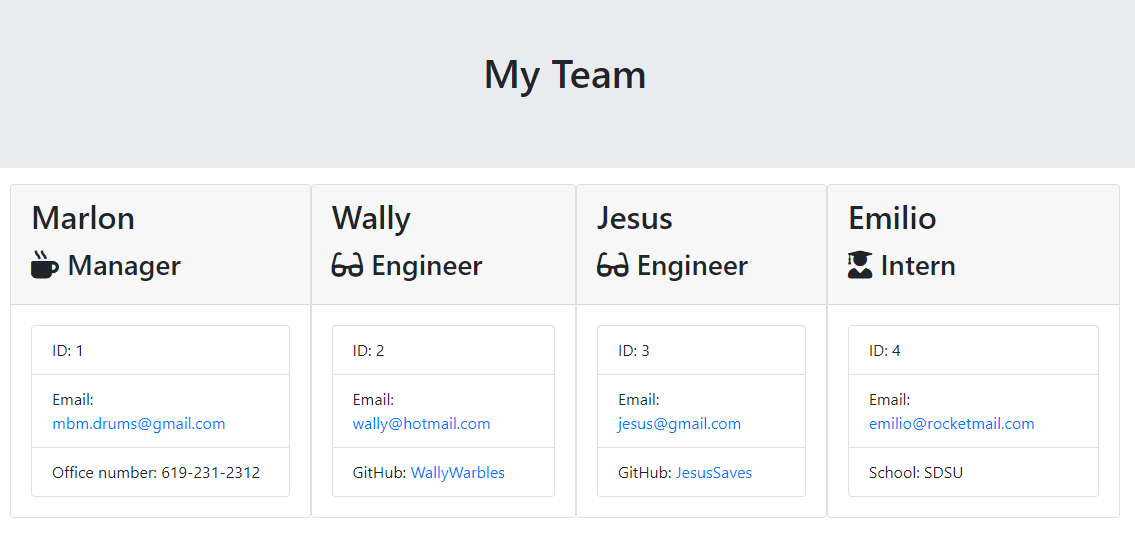 My Team
Marlon
Manager
ID: 1
Email:
mbm.drums@gmail.com
Office number: 619-231-2312
Wally
Engineer
ID: 2
Email:
wally@hotmail.com
GitHub: WallyWarbles
Jesus
Engineer
ID: 3
Email:
jesus@gmail.com
GitHub: JesusSaves
Emilio
Intern
ID: 4
Email:
emilio@rocketmail.com
School: SDSU